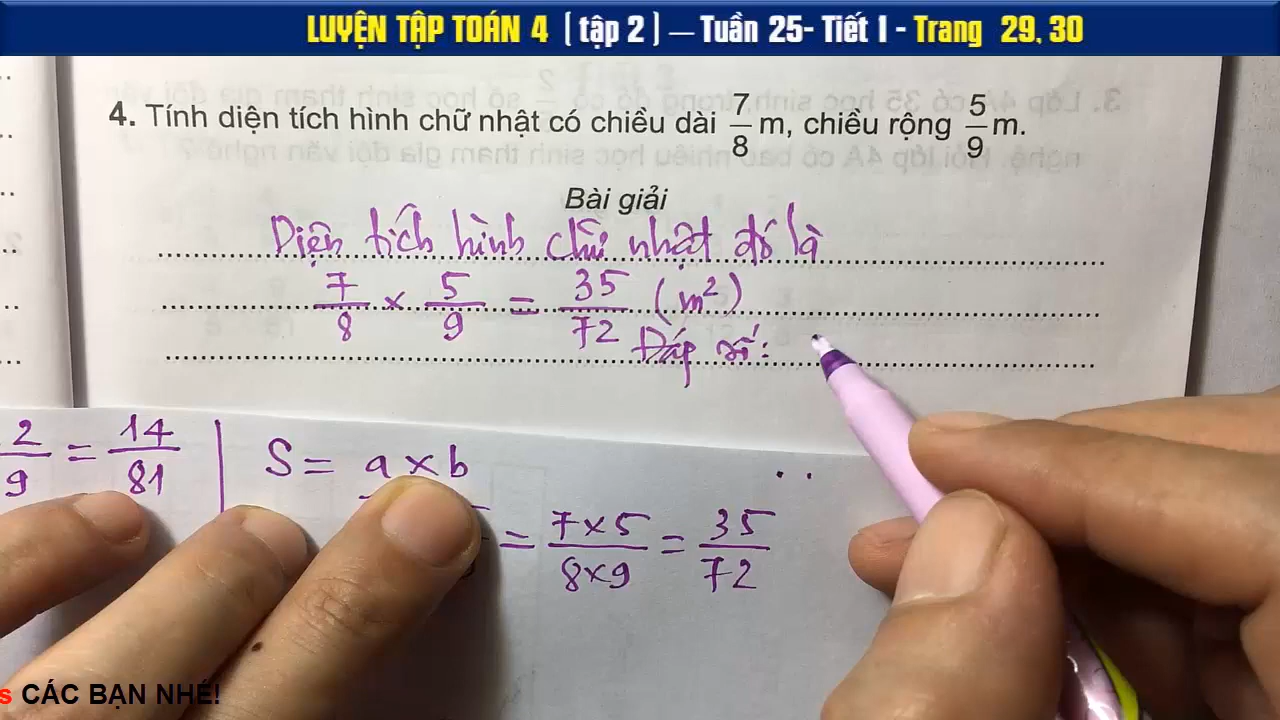 LUYỆN TẬP TOÁN 4 ( tập 2 ) — Tuần 25- Tiết 1 - Trang 29, 30
4. Tính diện tích hình chữ nhật có chiều dài 7/8 m, chiều rộng 5/9 m.
Bài giải
Diện tích hình chữ nhật đó là
7/8 × 5/9 = 35/72 (m²)
Đáp số:
2/9 = 14/81
S = a × b
= 7×5/8×9 = 35/72
s CÁC BẠN NHÉ!